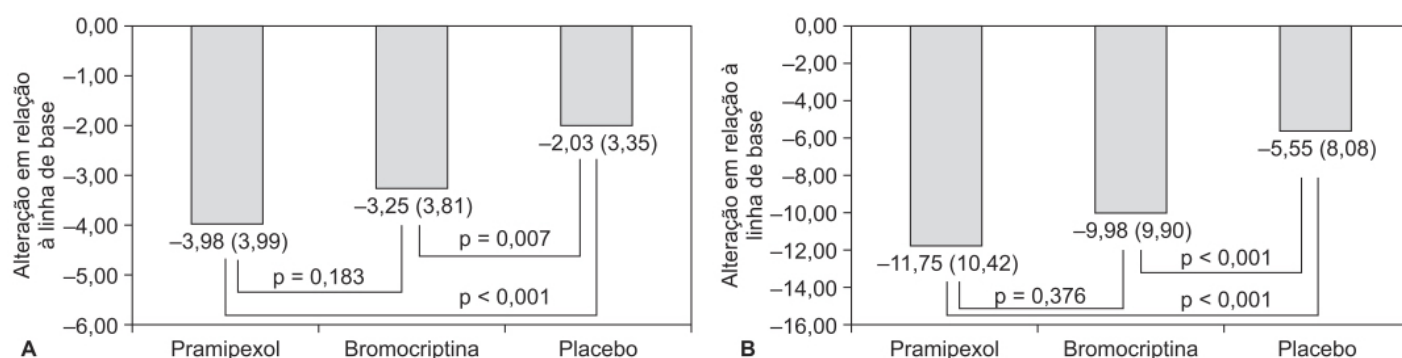 Alteração em relação
à linha de base
0,00
–1,00
–2,00
–3,00
–4,00
–5,00
–6,00
–3,98 (3,99)
–3,25 (3,81)
–2,03 (3,35)
p = 0,007
p = 0,183
p < 0,001
A
Pramipexol
Bromocriptina
Placebo
Alteração em relação à
linha de base
0,00
–2,00
–4,00
–6,00
–8,00
–10,00
–12,00
–14,00
–16,00
–11,75 (10,42)
–9,98 (9,90)
–5,55 (8,08)
p < 0,001
p = 0,376
p < 0,001
B
Pramipexol
Bromocriptina
Placebo